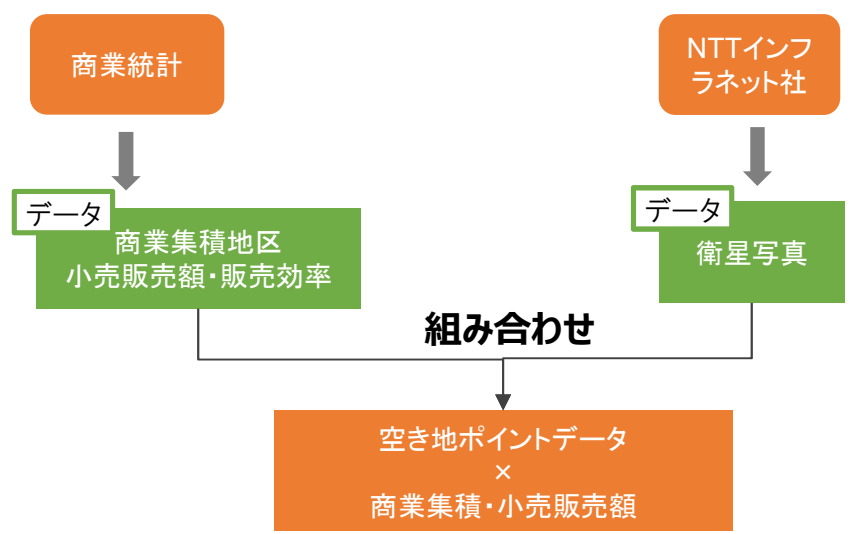 商業統計
NTTインフ
ラネット社
データ
商業集積地区
小売販売額・販売効率
データ
衛星写真
組み合わせ
空き地ポイントデータ
×
商業集積・小売販売額